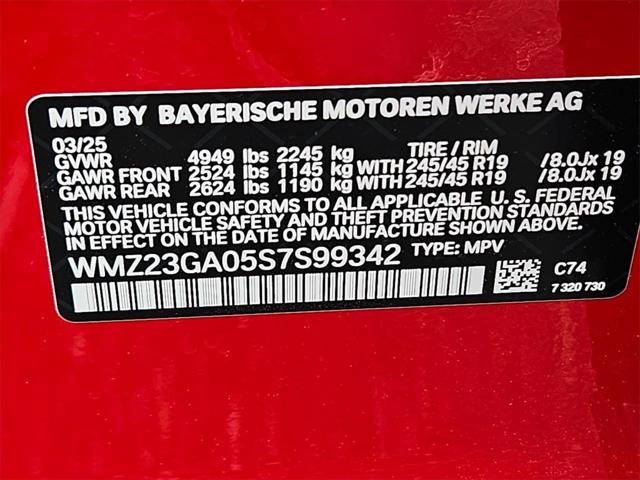 MFD BY BAYERISCHE MOTOREN WERKE AG
03/25 TIRE / RIM
GVWR 4949 lbs 2245 kg
GAWR FRONT 2524 lbs 1145 kg WITH 245/45 R19 /8.0Jx 19
GAWR REAR 2624 lbs 1190 kg WITH 245/45 R19 /8.0Jx 19
THIS VEHICLE CONFORMS TO ALL APPLICABLE U. S. FEDERAL
MOTOR VEHICLE SAFETY AND THEFT PREVENTION STANDARDS
IN EFFECT ON THE DATE OF MANUFACTURE SHOWN ABOVE.
WMZ23GA05S7S99342 TYPE: MPV
C74
7 320 730